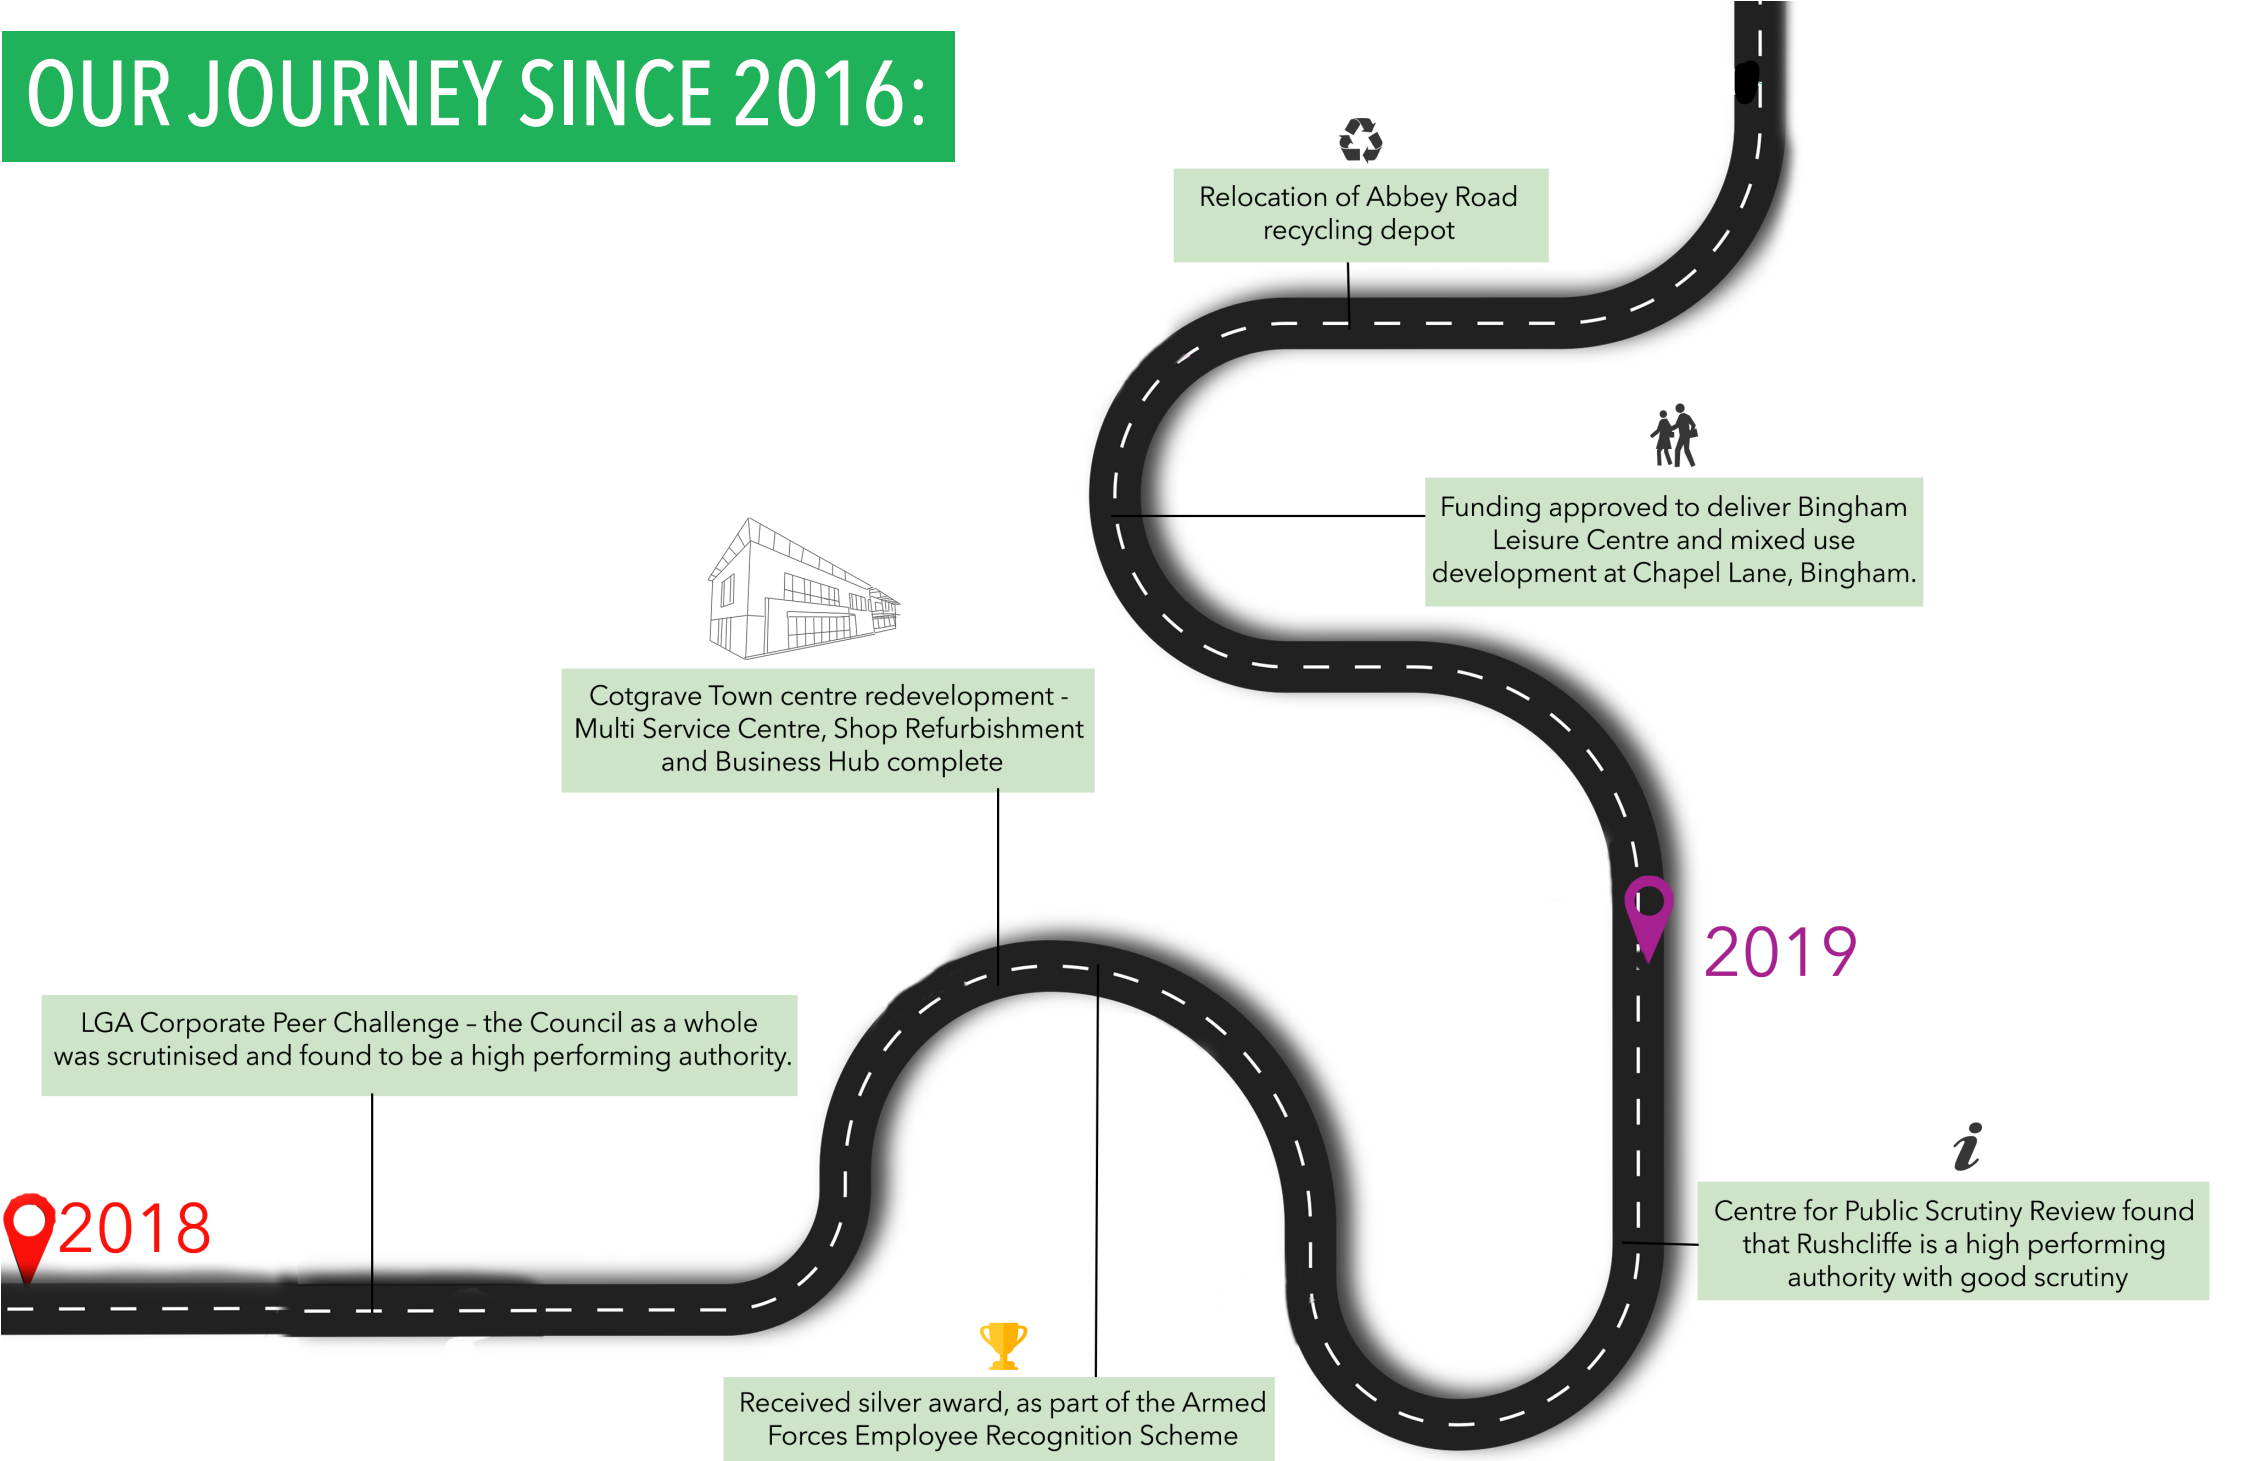 OUR JOURNEY SINCE 2016:
Relocation of Abbey Road
recycling depot
Funding approved to deliver Bingham
Leisure Centre and mixed use
development at Chapel Lane, Bingham.
Cotgrave Town centre redevelopment -
Multi Service Centre, Shop Refurbishment
and Business Hub complete
2019
LGA Corporate Peer Challenge – the Council as a whole
was scrutinised and found to be a high performing authority.
2018
Centre for Public Scrutiny Review found
that Rushcliffe is a high performing
authority with good scrutiny
Received silver award, as part of the Armed
Forces Employee Recognition Scheme